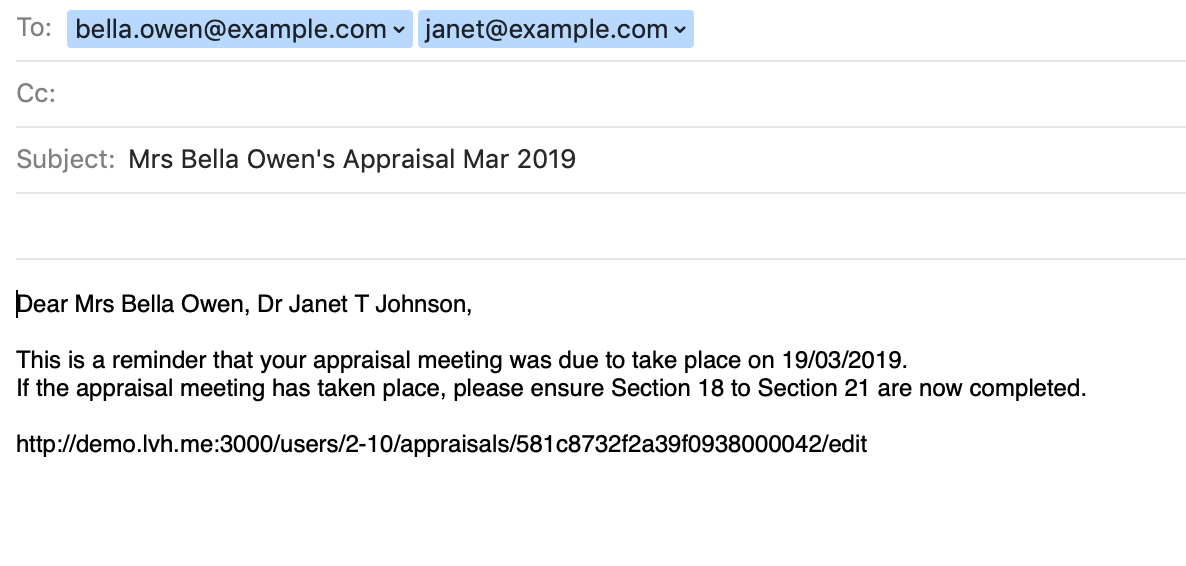 To: bella.owen@example.com janet@example.com
Cc:
Subject: Mrs Bella Owen's Appraisal Mar 2019
Dear Mrs Bella Owen, Dr Janet T Johnson,
This is a reminder that your appraisal meeting was due to take place on 19/03/2019.
If the appraisal meeting has taken place, please ensure Section 18 to Section 21 are now completed.
http://demo.lvh.me:3000/users/2-10/appraisals/581c8732f2a39f0938000042/edit